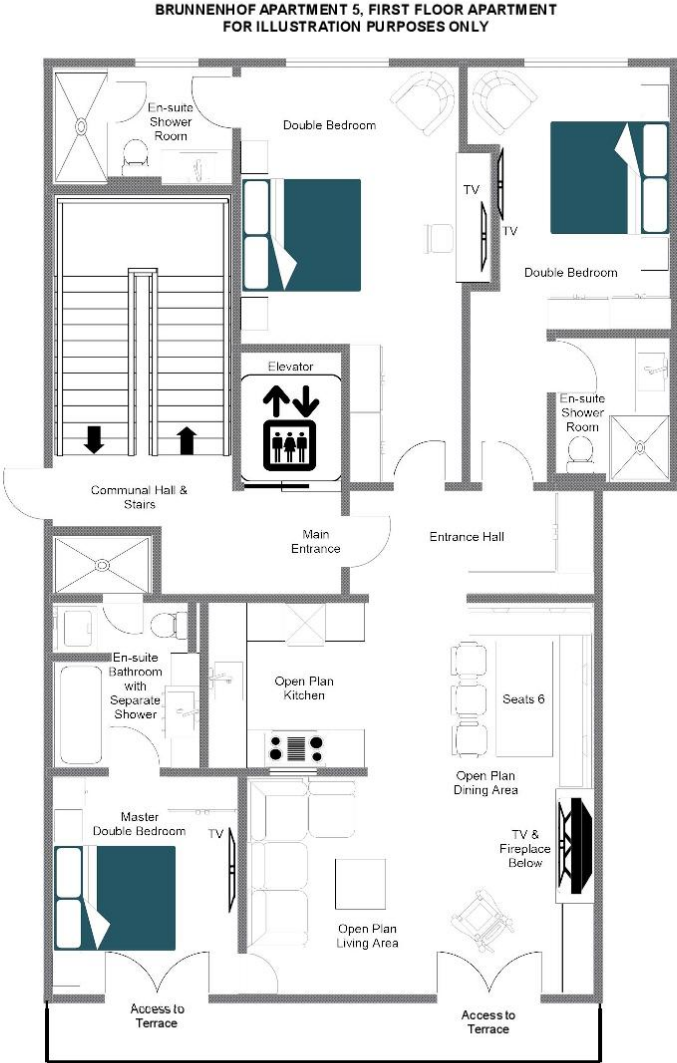 BRUNNENHOF APARTMENT 5, FIRST FLOOR APARTMENT
FOR ILLUSTRATION PURPOSES ONLY
En-suite
Shower
Room
Double Bedroom
TV
TV
Double Bedroom
Elevator
En-suite
Shower
Room
Communal Hall &
Stairs
Main
Entrance
Entrance Hall
En-suite
Bathroom
with
Separate
Shower
Open Plan
Kitchen
Seats 6
Open Plan
Dining Area
Master
Double Bedroom
TV
TV &
Fireplace
Below
Open Plan
Living Area
Access to
Terrace
Access to
Terrace